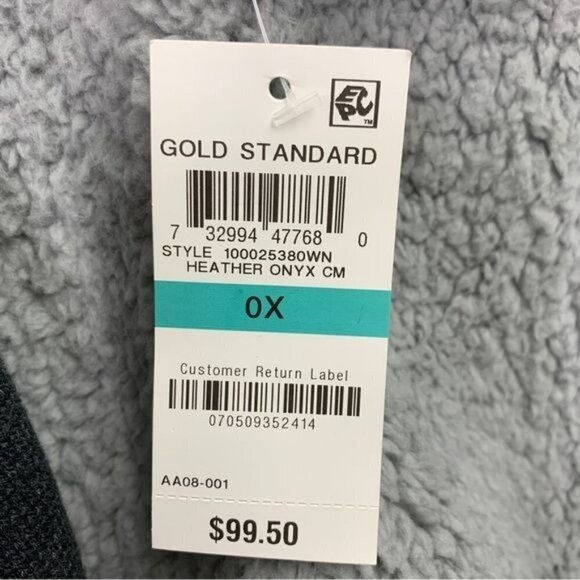 EPC™
GOLD STANDARD
7 32994 47768 0
STYLE 100025380WN
HEATHER ONYX CM
0X
Customer Return Label
070509352414
AA08-001
$99.50